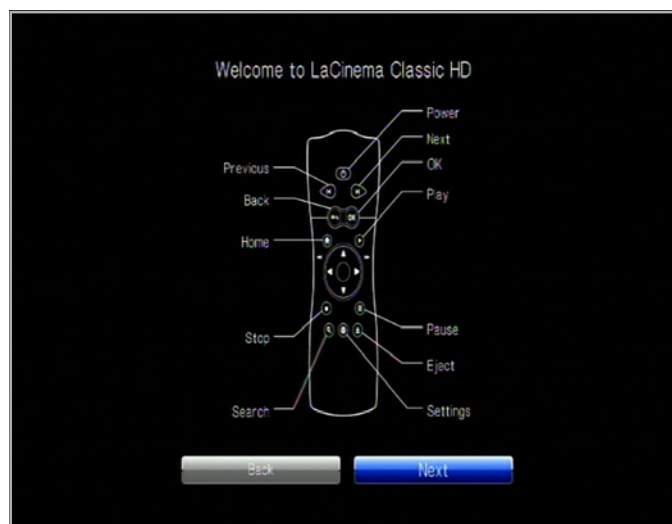 Welcome to LaCinema Classic HD
Power
Next
Previous
OK
Back
Play
Home
Stop
Pause
Eject
Search
Settings
Back
Next